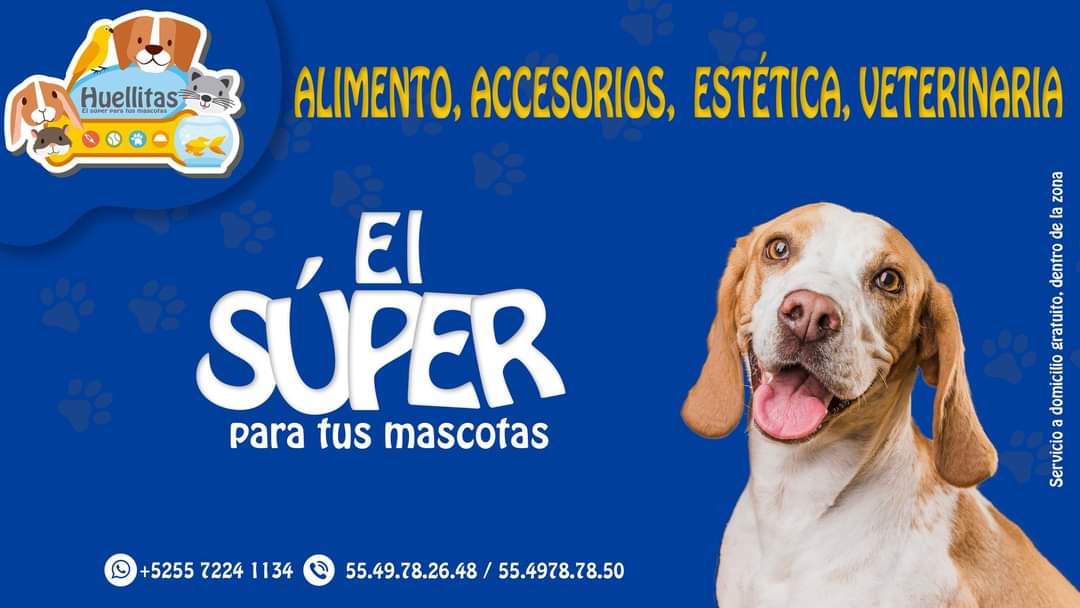 Huellitas
El súper para tus mascotas
ALIMENTO, ACCESORIOS, ESTÉTICA, VETERINARIA
El
SÚPER
para tus mascotas
Servicio a domicilio gratuito, dentro de la zona
+5255 7224 1134 55.49.78.26.48 / 55.4978.78.50